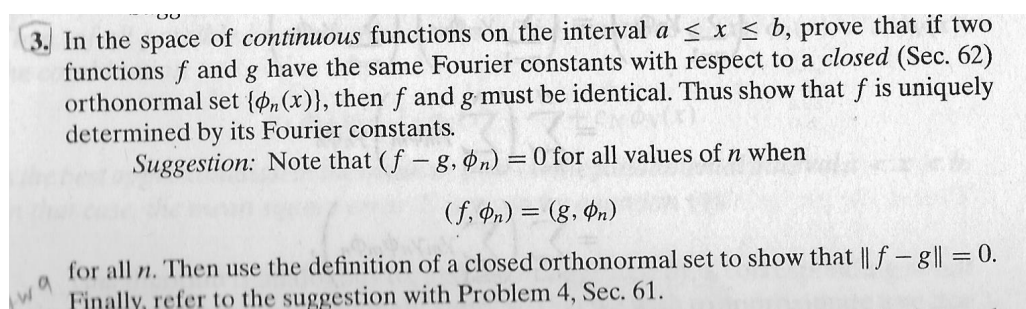 3. In the space of continuous functions on the interval a ≤ x ≤ b, prove that if two
functions f and g have the same Fourier constants with respect to a closed (Sec. 62)
orthonormal set {ϕₙ(x)}, then f and g must be identical. Thus show that f is uniquely
determined by its Fourier constants.
Suggestion: Note that (f − g, ϕₙ) = 0 for all values of n when
(f, ϕₙ) = (g, ϕₙ)
for all n. Then use the definition of a closed orthonormal set to show that ‖f − g‖ = 0.
Finally, refer to the suggestion with Problem 4, Sec. 61.